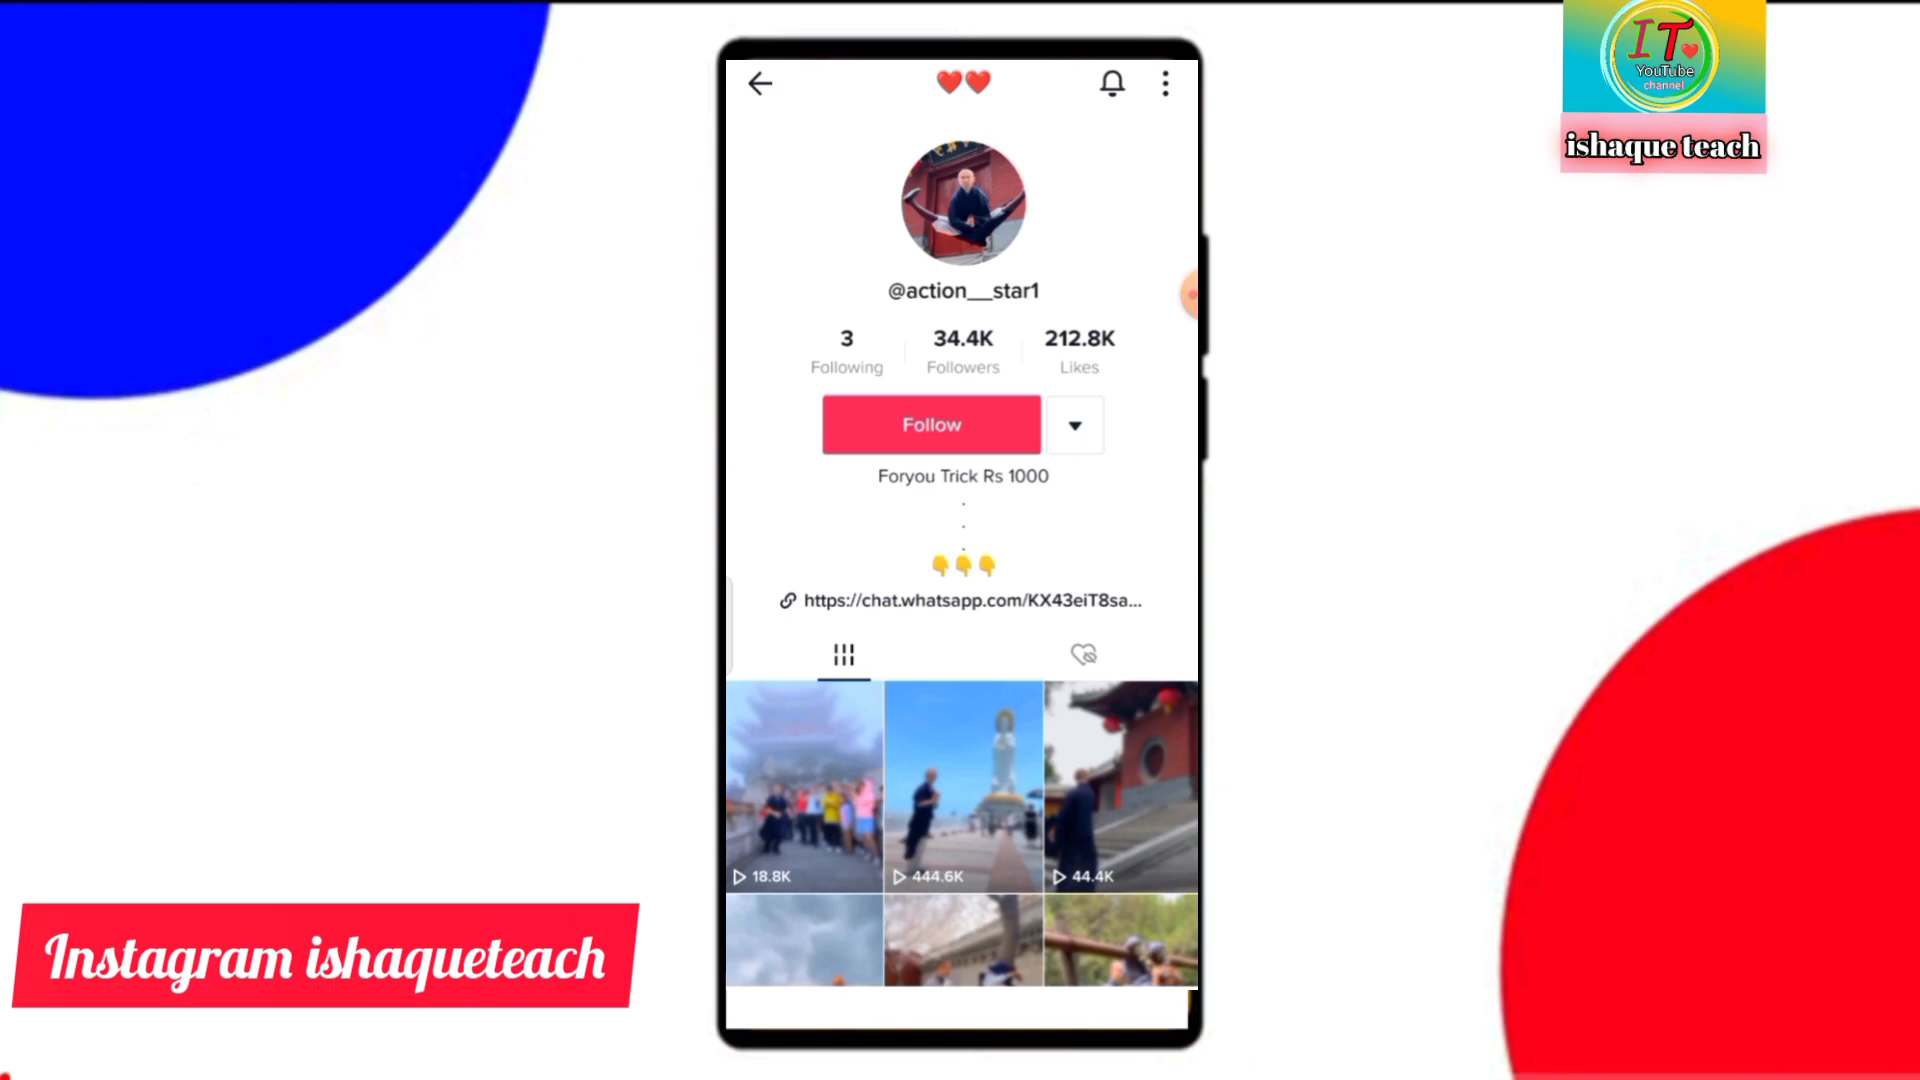 IT
YouTube
channel
ishaque teach
❤️❤️
@action__star1
3 34.4K 212.8K
Following Followers Likes
Follow
Foryou Trick Rs 1000
.
.
.
👇👇👇
https://chat.whatsapp.com/KX43eiT8sa...
18.8K 444.6K 44.4K
Instagram ishaqueteach